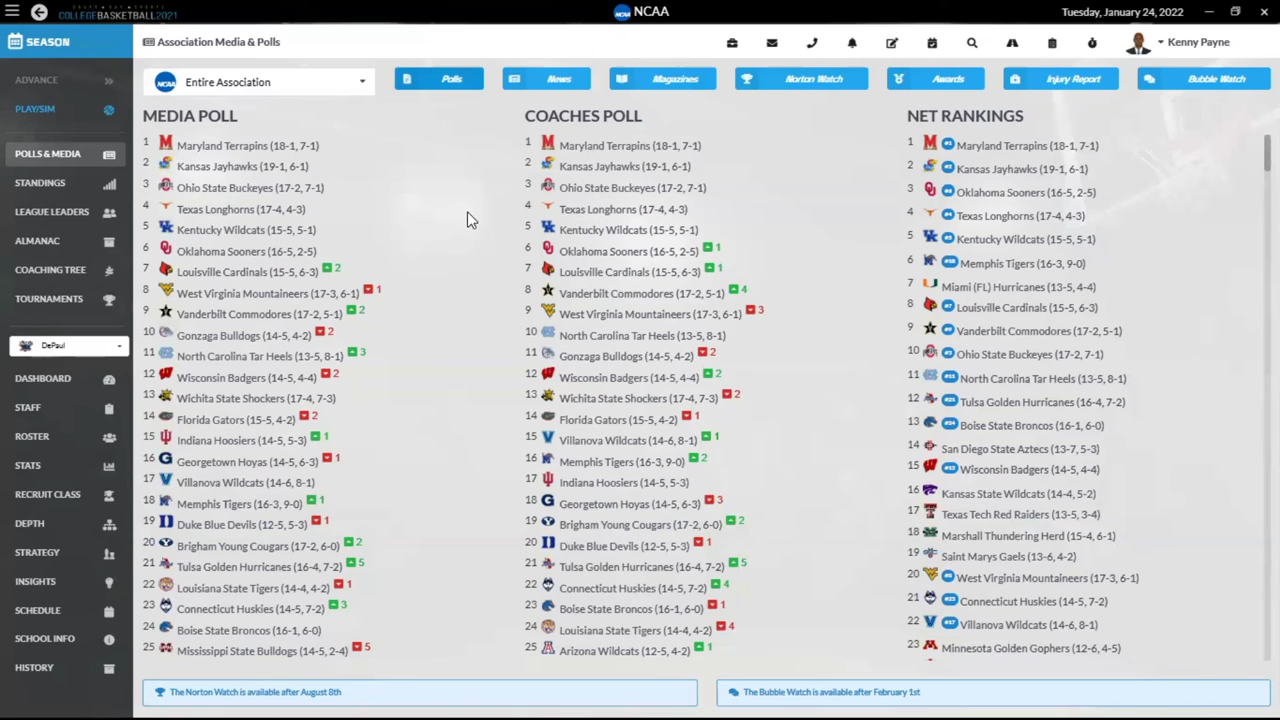 DRAFT DAY SPORTS
COLLEGEBASKETBALL2021
NCAA
Tuesday, January 24, 2022
SEASON
Association Media & Polls
Kenny Payne
ADVANCE
PLAY/SIM
POLLS & MEDIA
STANDINGS
LEAGUE LEADERS
ALMANAC
COACHING TREE
TOURNAMENTS
DePaul
DASHBOARD
STAFF
ROSTER
STATS
RECRUIT CLASS
DEPTH
STRATEGY
INSIGHTS
SCHEDULE
SCHOOL INFO
HISTORY
Entire Association
Polls
News
Magazines
Norton Watch
Awards
Injury Report
Bubble Watch
MEDIA POLL
1 Maryland Terrapins (18-1, 7-1)
2 Kansas Jayhawks (19-1, 6-1)
3 Ohio State Buckeyes (17-2, 7-1)
4 Texas Longhorns (17-4, 4-3)
5 Kentucky Wildcats (15-5, 5-1)
6 Oklahoma Sooners (16-5, 2-5)
7 Louisville Cardinals (15-5, 6-3) 2
8 West Virginia Mountaineers (17-3, 6-1) 1
9 Vanderbilt Commodores (17-2, 5-1) 2
10 Gonzaga Bulldogs (14-5, 4-2) 2
11 North Carolina Tar Heels (13-5, 8-1) 3
12 Wisconsin Badgers (14-5, 4-4) 2
13 Wichita State Shockers (17-4, 7-3)
14 Florida Gators (15-5, 4-2) 2
15 Indiana Hoosiers (14-5, 5-3) 1
16 Georgetown Hoyas (14-5, 6-3) 1
17 Villanova Wildcats (14-6, 8-1)
18 Memphis Tigers (16-3, 9-0) 1
19 Duke Blue Devils (12-5, 5-3) 1
20 Brigham Young Cougars (17-2, 6-0) 2
21 Tulsa Golden Hurricanes (16-4, 7-2) 5
22 Louisiana State Tigers (14-4, 4-2) 1
23 Connecticut Huskies (14-5, 7-2) 3
24 Boise State Broncos (16-1, 6-0)
25 Mississippi State Bulldogs (14-5, 2-4) 5
COACHES POLL
1 Maryland Terrapins (18-1, 7-1)
2 Kansas Jayhawks (19-1, 6-1)
3 Ohio State Buckeyes (17-2, 7-1)
4 Texas Longhorns (17-4, 4-3)
5 Kentucky Wildcats (15-5, 5-1)
6 Oklahoma Sooners (16-5, 2-5) 1
7 Louisville Cardinals (15-5, 6-3) 1
8 Vanderbilt Commodores (17-2, 5-1) 4
9 West Virginia Mountaineers (17-3, 6-1) 3
10 North Carolina Tar Heels (13-5, 8-1)
11 Gonzaga Bulldogs (14-5, 4-2) 2
12 Wisconsin Badgers (14-5, 4-4) 2
13 Wichita State Shockers (17-4, 7-3) 2
14 Florida Gators (15-5, 4-2) 1
15 Villanova Wildcats (14-6, 8-1) 1
16 Memphis Tigers (16-3, 9-0) 2
17 Indiana Hoosiers (14-5, 5-3)
18 Georgetown Hoyas (14-5, 6-3) 3
19 Brigham Young Cougars (17-2, 6-0) 2
20 Duke Blue Devils (12-5, 5-3) 1
21 Tulsa Golden Hurricanes (16-4, 7-2) 5
22 Connecticut Huskies (14-5, 7-2) 4
23 Boise State Broncos (16-1, 6-0) 1
24 Louisiana State Tigers (14-4, 4-2) 4
25 Arizona Wildcats (12-5, 4-2) 1
NET RANKINGS
1 #1 Maryland Terrapins (18-1, 7-1)
2 #2 Kansas Jayhawks (19-1, 6-1)
3 #6 Oklahoma Sooners (16-5, 2-5)
4 #4 Texas Longhorns (17-4, 4-3)
5 #5 Kentucky Wildcats (15-5, 5-1)
6 #18 Memphis Tigers (16-3, 9-0)
7 Miami (FL) Hurricanes (13-5, 4-4)
8 #7 Louisville Cardinals (15-5, 6-3)
9 #9 Vanderbilt Commodores (17-2, 5-1)
10 #3 Ohio State Buckeyes (17-2, 7-1)
11 #11 North Carolina Tar Heels (13-5, 8-1)
12 #21 Tulsa Golden Hurricanes (16-4, 7-2)
13 #24 Boise State Broncos (16-1, 6-0)
14 San Diego State Aztecs (13-7, 5-3)
15 #12 Wisconsin Badgers (14-5, 4-4)
16 Kansas State Wildcats (14-4, 5-2)
17 Texas Tech Red Raiders (13-5, 3-4)
18 Marshall Thundering Herd (15-4, 6-1)
19 Saint Marys Gaels (13-6, 4-2)
20 #8 West Virginia Mountaineers (17-3, 6-1)
21 #23 Connecticut Huskies (14-5, 7-2)
22 #17 Villanova Wildcats (14-6, 8-1)
23 Minnesota Golden Gophers (12-6, 4-5)
The Norton Watch is available after August 8th
The Bubble Watch is available after February 1st